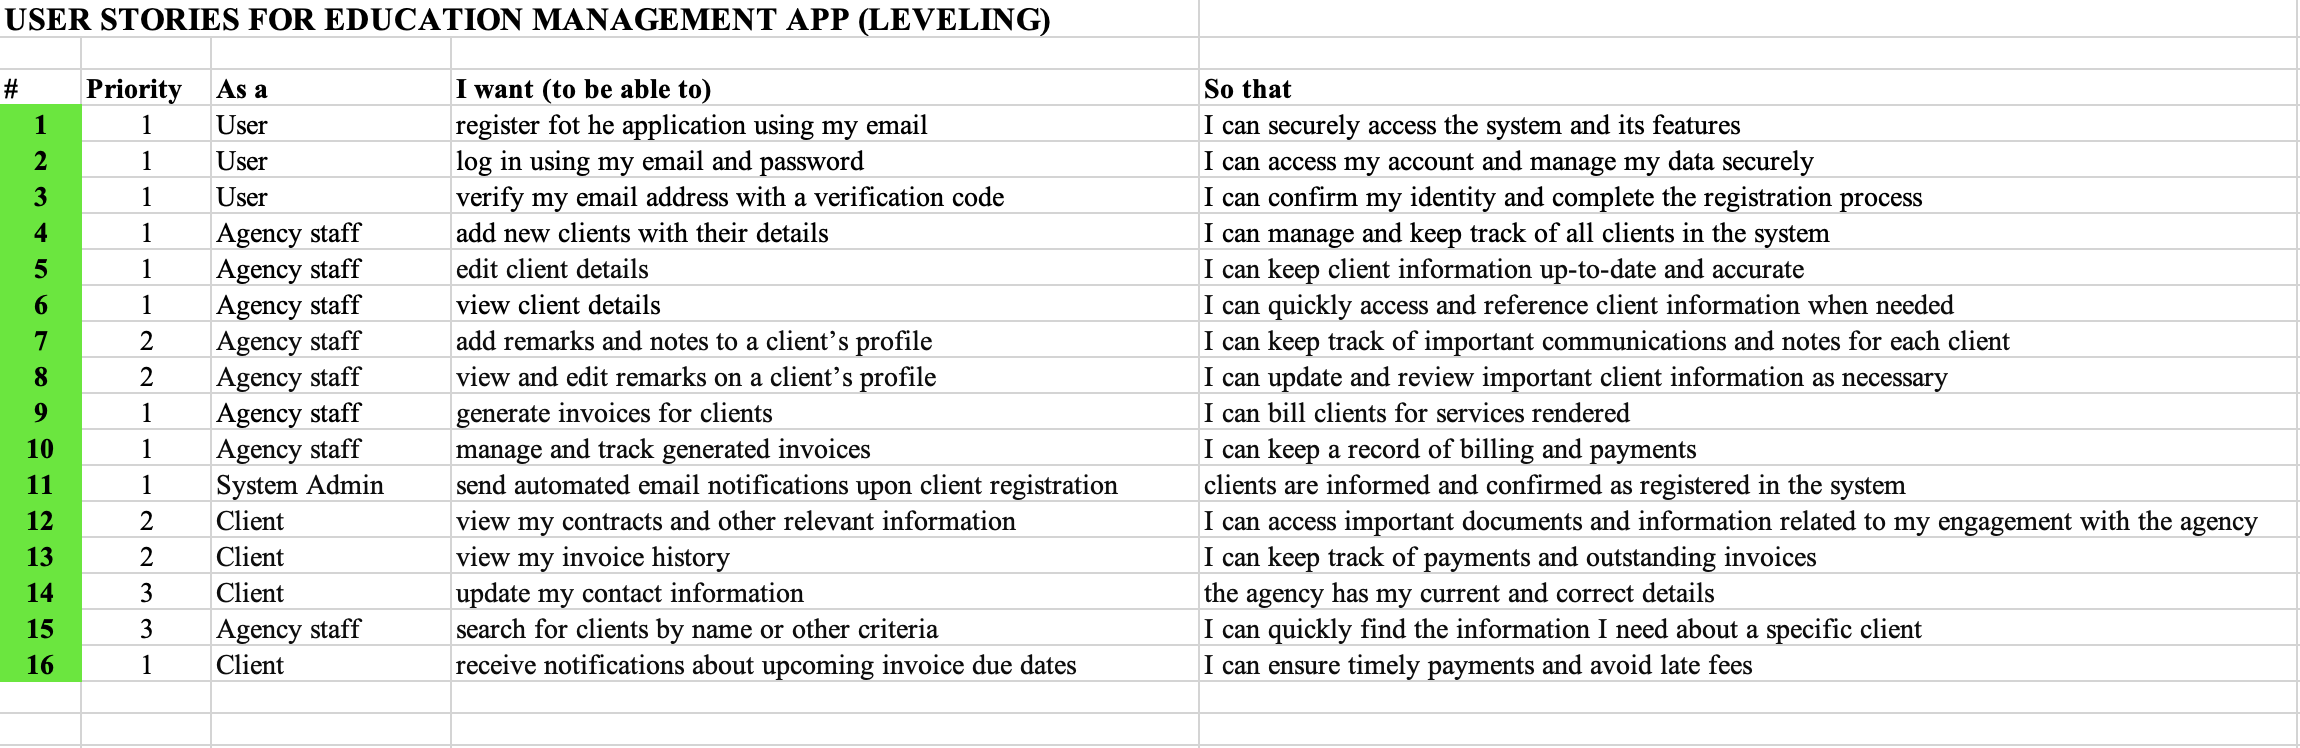 USER STORIES FOR EDUCATION MANAGEMENT APP (LEVELING)
# Priority As a I want (to be able to) So that
1 1 User register fot he application using my email I can securely access the system and its features
2 1 User log in using my email and password I can access my account and manage my data securely
3 1 User verify my email address with a verification code I can confirm my identity and complete the registration process
4 1 Agency staff add new clients with their details I can manage and keep track of all clients in the system
5 1 Agency staff edit client details I can keep client information up-to-date and accurate
6 1 Agency staff view client details I can quickly access and reference client information when needed
7 2 Agency staff add remarks and notes to a client’s profile I can keep track of important communications and notes for each client
8 2 Agency staff view and edit remarks on a client’s profile I can update and review important client information as necessary
9 1 Agency staff generate invoices for clients I can bill clients for services rendered
10 1 Agency staff manage and track generated invoices I can keep a record of billing and payments
11 1 System Admin send automated email notifications upon client registration clients are informed and confirmed as registered in the system
12 2 Client view my contracts and other relevant information I can access important documents and information related to my engagement with the agency
13 2 Client view my invoice history I can keep track of payments and outstanding invoices
14 3 Client update my contact information the agency has my current and correct details
15 3 Agency staff search for clients by name or other criteria I can quickly find the information I need about a specific client
16 1 Client receive notifications about upcoming invoice due dates I can ensure timely payments and avoid late fees